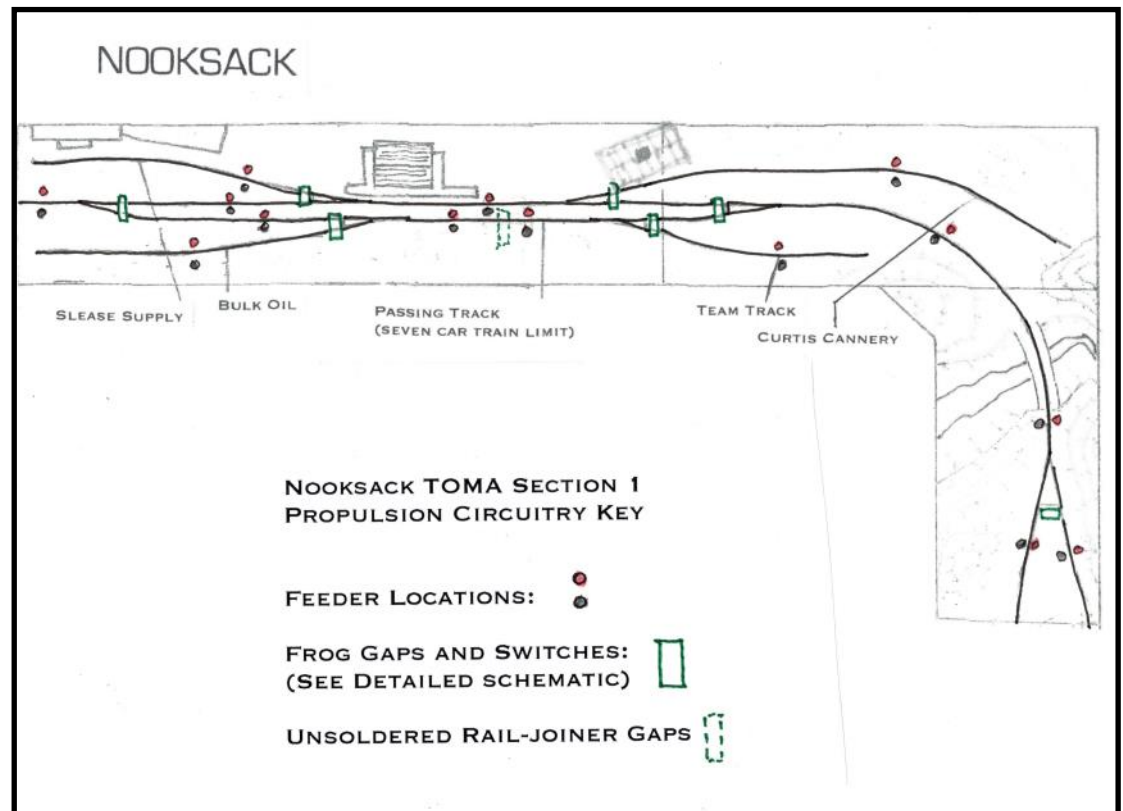 NOOKSACK
SLEASE SUPPLY
BULK OIL
PASSING TRACK
(SEVEN CAR TRAIN LIMIT)
TEAM TRACK
CURTIS CANNERY
NOOKSACK TOMA SECTION 1
PROPULSION CIRCUITRY KEY
FEEDER LOCATIONS:
FROG GAPS AND SWITCHES:
(SEE DETAILED SCHEMATIC)
UNSOLDERED RAIL-JOINER GAPS